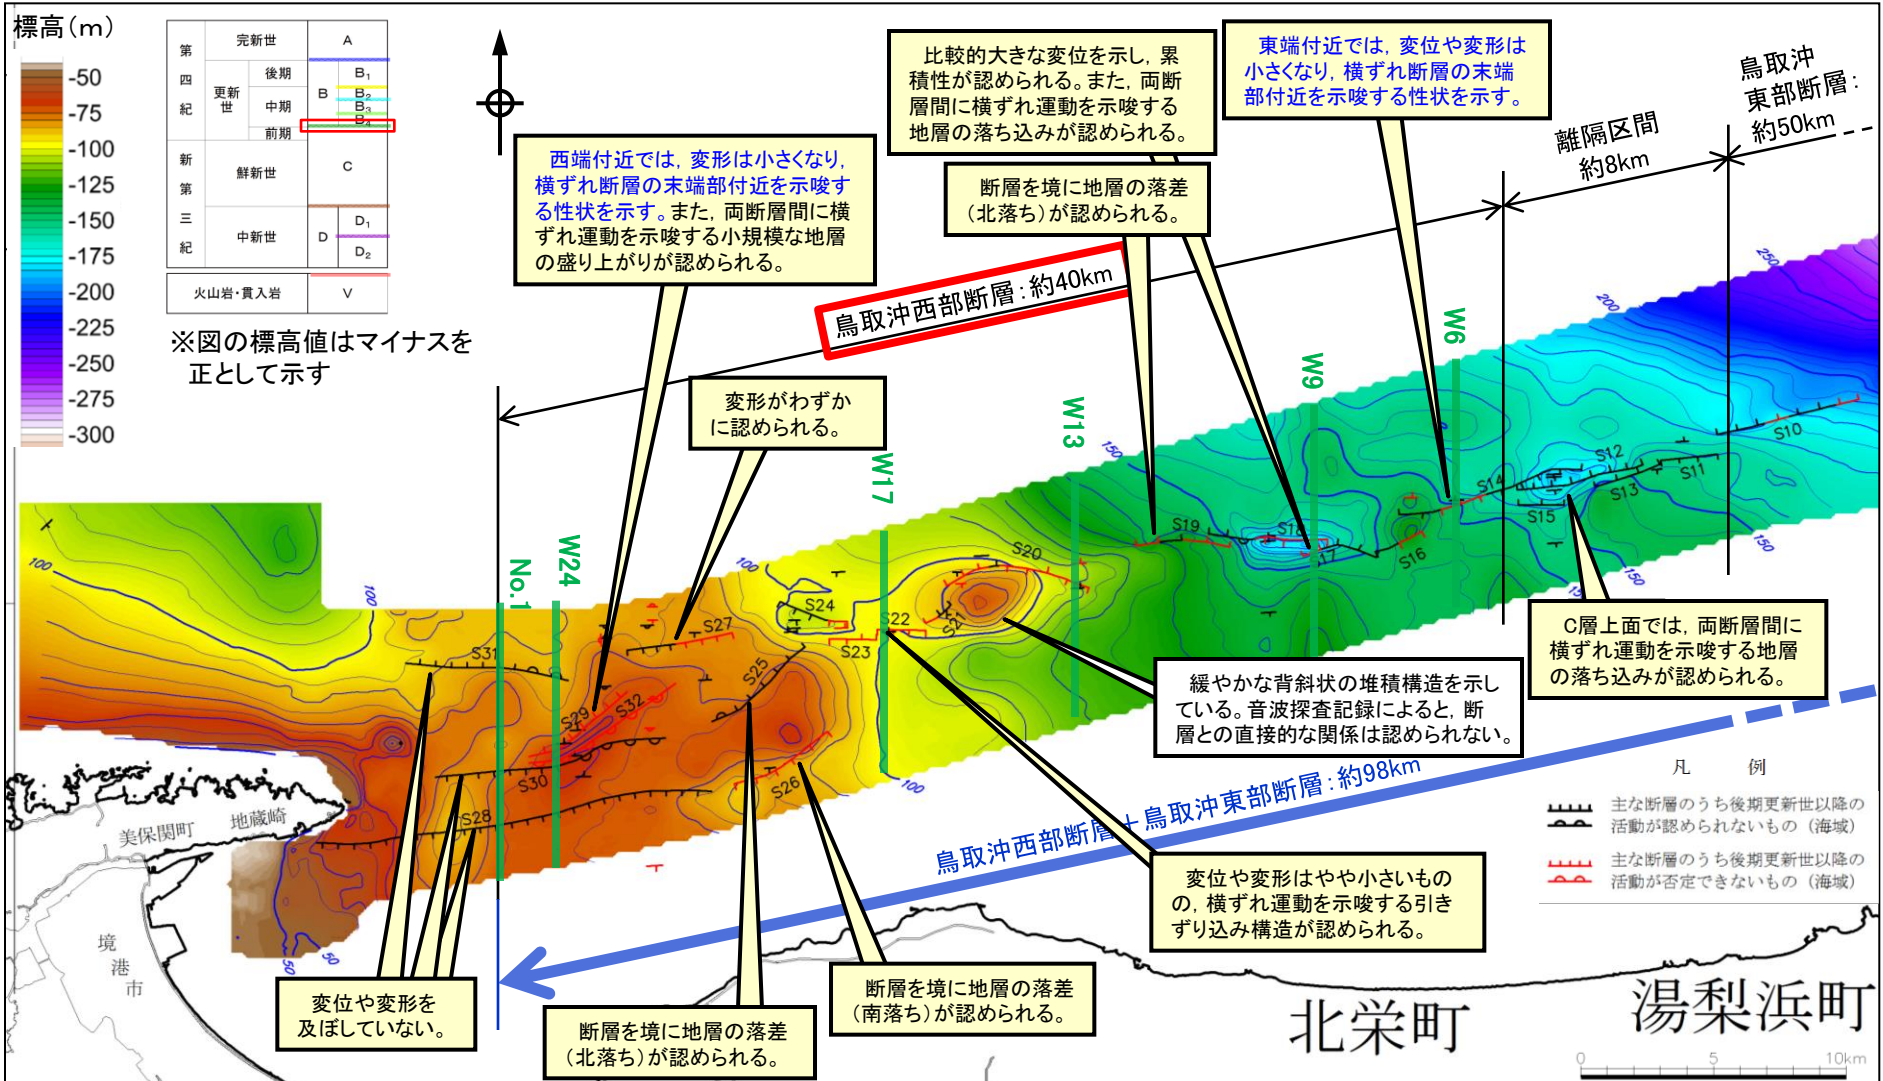 標高(m)
-50
-75
-100
-125
-150
-175
-200
-225
-250
-275
-300
第四紀
完新世
A
更新世
後期
中期
前期
B
B1
B2
B3
B4
新第三紀
鮮新世
C
中新世
D
D1
D2
火山岩・貫入岩
V
※図の標高値はマイナスを
正として示す
西端付近では，変形は小さくなり，
横ずれ断層の末端部付近を示唆す
る性状を示す。また，両断層間に横
ずれ運動を示唆する小規模な地層
の盛り上がりが認められる。
比較的大きな変位を示し，累
積性が認められる。また，両断
層間に横ずれ運動を示唆する
地層の落ち込みが認められる。
東端付近では，変位や変形は
小さくなり，横ずれ断層の末端
部付近を示唆する性状を示す。
断層を境に地層の落差
（北落ち）が認められる。
鳥取沖
東部断層：
約50km
離隔区間
約8km
鳥取沖西部断層：約40km
変形がわずか
に認められる。
No.1
W24
W17
W13
W9
W6
S10
S11
S12
S13
S14
S15
S16
S17
S18
S19
S20
S21
S22
S23
S24
S25
S26
S27
S28
S29
S30
S31
S32
100
100
100
100
150
150
150
200
250
50
50
C層上面では，両断層間に
横ずれ運動を示唆する地層
の落ち込みが認められる。
緩やかな背斜状の堆積構造を示し
ている。音波探査記録によると，断
層との直接的な関係は認められない。
鳥取沖西部断層＋鳥取沖東部断層：約98km
変位や変形はやや小さいもの
の，横ずれ運動を示唆する引き
ずり込み構造が認められる。
断層を境に地層の落差
（南落ち）が認められる。
断層を境に地層の落差
（北落ち）が認められる。
変位や変形を
及ぼしていない。
凡例
主な断層のうち後期更新世以降の
活動が認められないもの（海域）
主な断層のうち後期更新世以降の
活動が否定できないもの（海域）
美保関町
地蔵崎
境港市
北栄町
湯梨浜町
0
5
10km